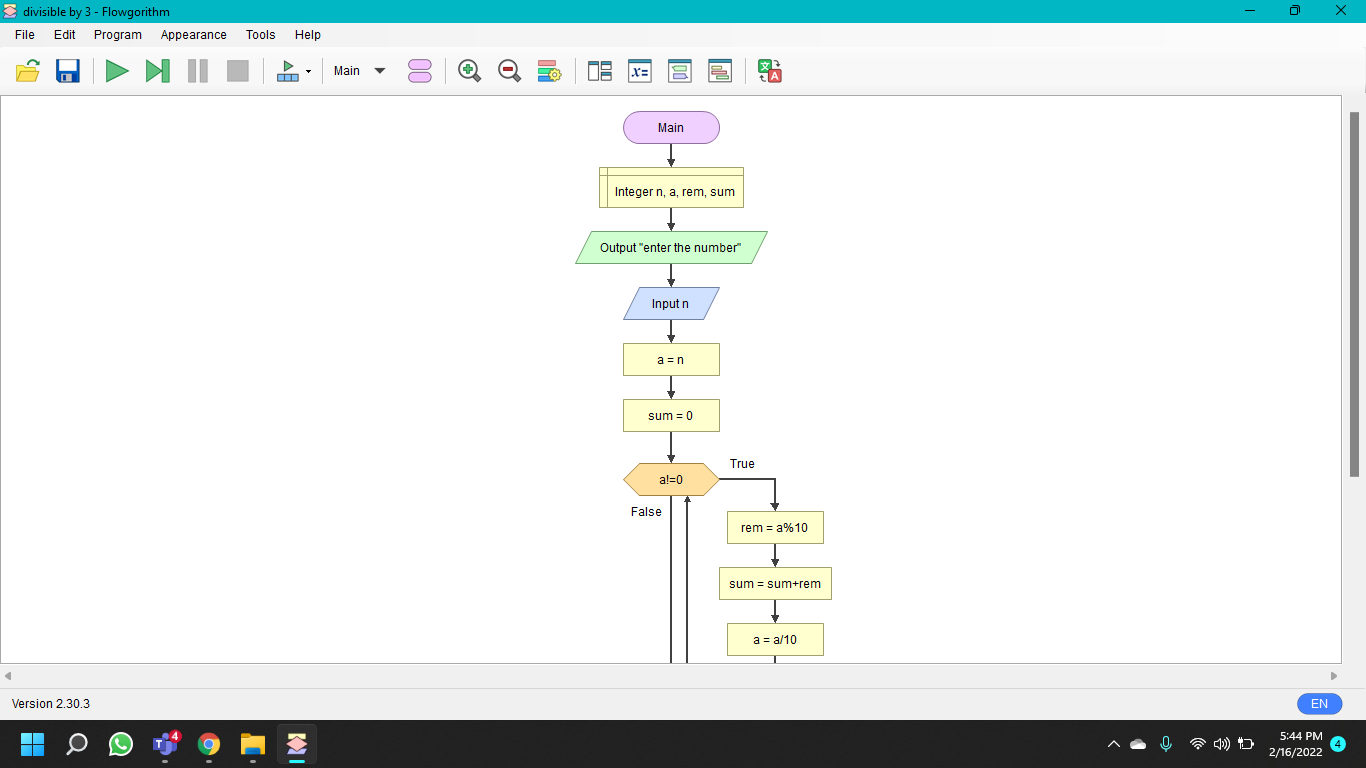 divisible by 3 - Flowgorithm
File Edit Program Appearance Tools Help
Main
Main
Integer n, a, rem, sum
Output "enter the number"
Input n
a = n
sum = 0
True
a!=0
False
rem = a%10
sum = sum+rem
a = a/10
Version 2.30.3
EN
4
5:44 PM
2/16/2022
4